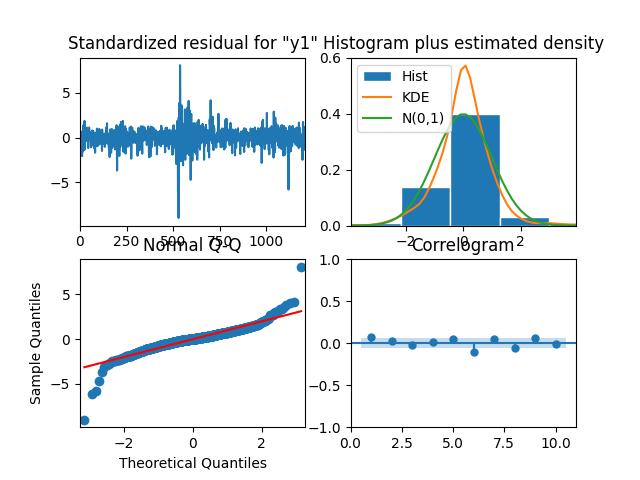 Standardized residual for "y1"
Histogram plus estimated density
5
0
−5
0 250 500 750 1000
0.6
0.4
0.2
0.0
−2 0 2
Hist
KDE
N(0,1)
Normal Q-Q
Correlogram
Sample Quantiles
5
0
−5
−2 0 2
Theoretical Quantiles
1.0
0.5
0.0
−0.5
−1.0
0.0 2.5 5.0 7.5 10.0